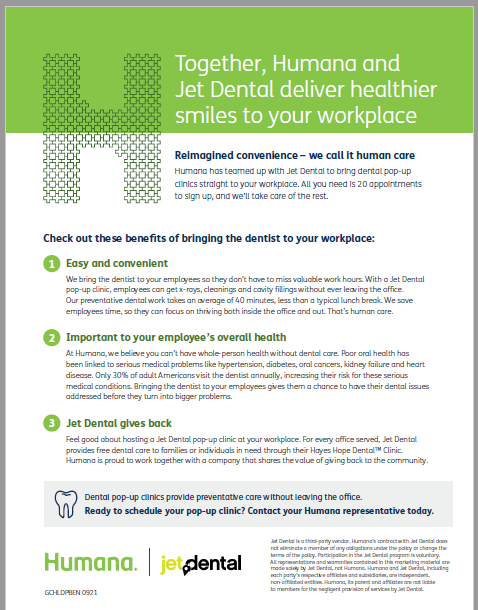 Together, Humana and
Jet Dental deliver healthier
smiles to your workplace
Reimagined convenience – we call it human care
Humana has teamed up with Jet Dental to bring dental pop-up
clinics straight to your workplace. All you need is 20 appointments
to sign up, and we'll take care of the rest.
Check out these benefits of bringing the dentist to your workplace:
1 Easy and convenient
We bring the dentist to your employees so they don't have to miss valuable work hours. With a Jet Dental
pop-up clinic, employees can get x-rays, cleanings and cavity fillings without ever leaving the office.
Our preventative dental work takes an average of 40 minutes, less than a typical lunch break. We save
employees time, so they can focus on thriving both inside the office and out. That's human care.
2 Important to your employee's overall health
At Humana, we believe you can't have whole-person health without dental care. Poor oral health has
been linked to serious medical problems like hypertension, diabetes, oral cancers, kidney failure and heart
disease. Only 30% of adult Americans visit the dentist annually, increasing their risk for these serious
medical conditions. Bringing the dentist to your employees gives them a chance to have their dental issues
addressed before they turn into bigger problems.
3 Jet Dental gives back
Feel good about hosting a Jet Dental pop-up clinic at your workplace. For every office served, Jet Dental
provides free dental care to families or individuals in need through their Hayes Hope Dental™ Clinic.
Humana is proud to work together with a company that shares the value of giving back to the community.
Dental pop-up clinics provide preventative care without leaving the office.
Ready to schedule your pop-up clinic? Contact your Humana representative today.
Humana.
jet dental
GCHLDPBEN 0921
Jet Dental is a third-party vendor. Humana's contract with Jet Dental does
not eliminate a member of any obligations under the policy or change the
terms of the policy. Participation in the Jet Dental program is voluntary.
All representations and warranties contained in this marketing material are
made solely by Jet Dental, not Humana. Humana and Jet Dental, including
each party's respective affiliates and subsidiaries, are independent,
non-affiliated entities. Humana, its parent and affiliates are not liable
to members for the negligent provision of services by Jet Dental.